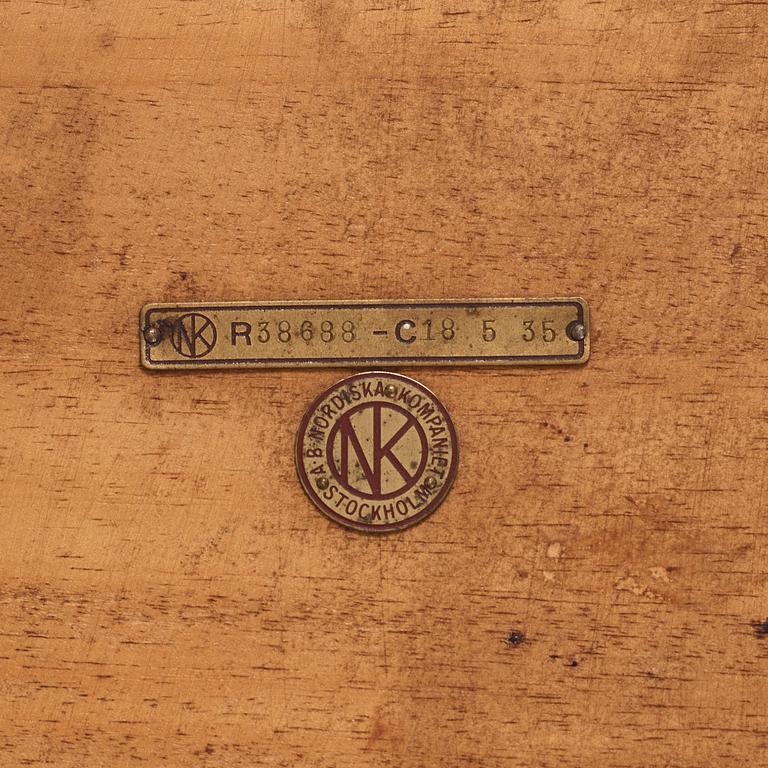 NK R38688 -C18 5 35
A·B·NORDISKA KOMPANIET
NK
STOCKHOLM